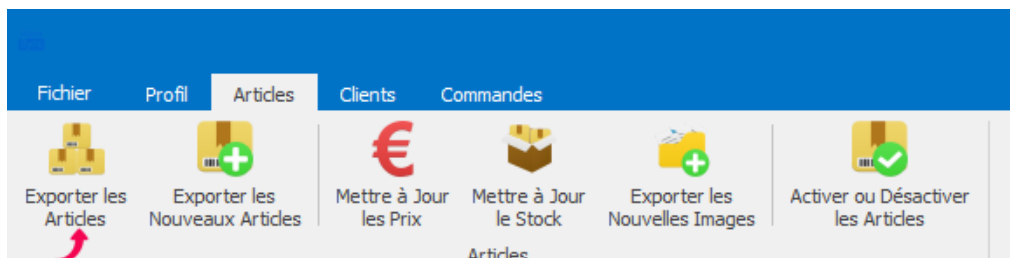 Fichier Profil Articles Clients Commandes
Exporter les Exporter les Mettre à Jour Mettre à Jour Exporter les Activer ou Désactiver
Articles Nouveaux Articles les Prix le Stock Nouvelles Images les Articles
Articles